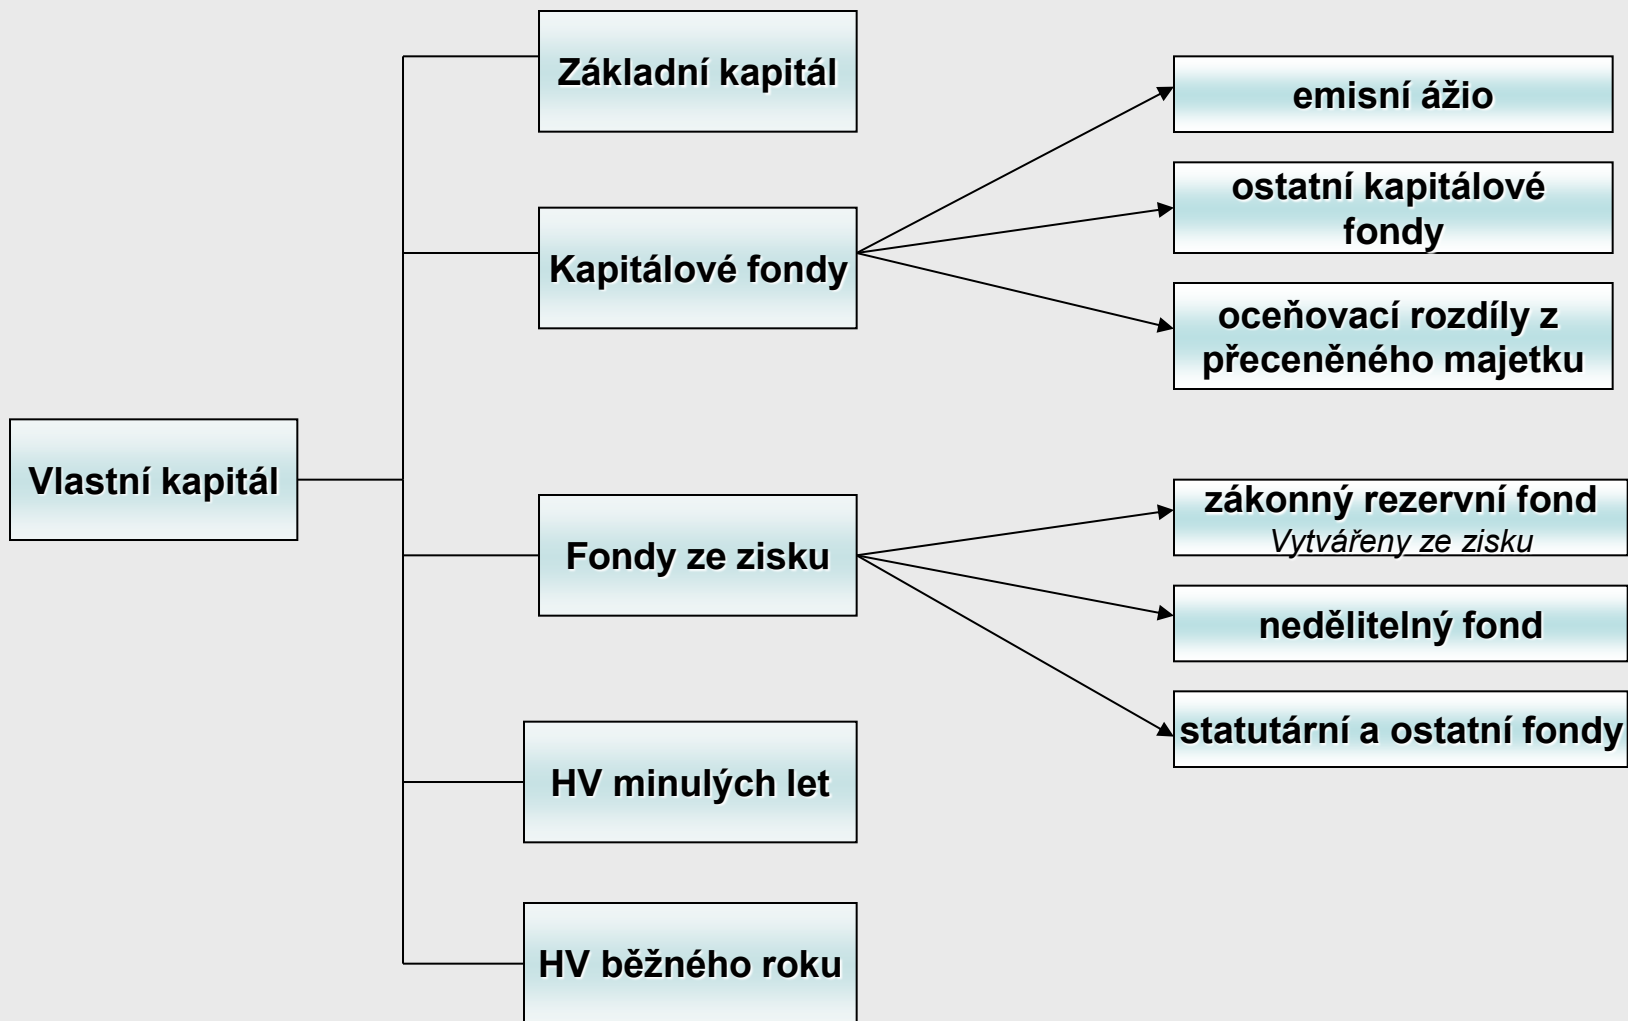 Základní kapitál
emisní ážio
ostatní kapitálové
fondy
Kapitálové fondy
oceňovací rozdíly z
přeceněného majetku
Vlastní kapitál
zákonný rezervní fond
Vytvářeny ze zisku
Fondy ze zisku
nedělitelný fond
statutární a ostatní fondy
HV minulých let
HV běžného roku